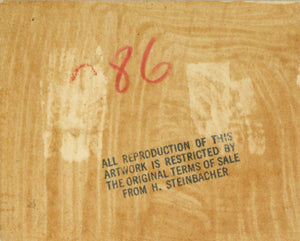 86
ALL REPRODUCTION OF THIS
ARTWORK IS RESTRICTED BY
THE ORIGINAL TERMS OF SALE
FROM H. STEINBACHER